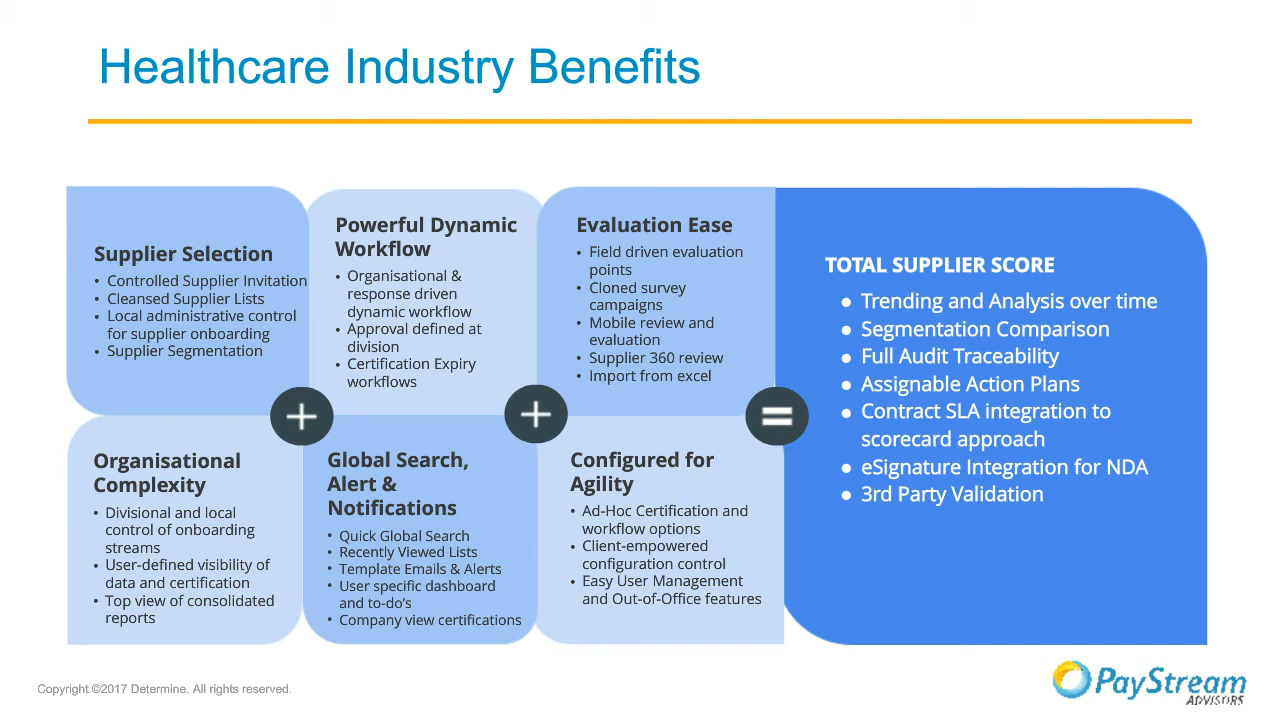 Healthcare Industry Benefits
Supplier Selection
• Controlled Supplier Invitation
• Cleansed Supplier Lists
• Local administrative control
for supplier onboarding
• Supplier Segmentation
Powerful Dynamic
Workflow
• Organisational &
response driven
dynamic workflow
• Approval defined at
division
• Certification Expiry
workflows
Evaluation Ease
• Field driven evaluation
points
• Cloned survey
campaigns
• Mobile review and
evaluation
• Supplier 360 review
• Import from excel
+
+
=
Organisational
Complexity
• Divisional and local
control of onboarding
streams
• User-defined visibility of
data and certification
• Top view of consolidated
reports
Global Search,
Alert &
Notifications
• Quick Global Search
• Recently Viewed Lists
• Template Emails & Alerts
• User specific dashboard
and to-do's
• Company view certifications
Configured for
Agility
• Ad-Hoc Certification and
workflow options
• Client-empowered
configuration control
• Easy User Management
and Out-of-Office features
TOTAL SUPPLIER SCORE
● Trending and Analysis over time
● Segmentation Comparison
● Full Audit Traceability
● Assignable Action Plans
● Contract SLA integration to
scorecard approach
● eSignature Integration for NDA
● 3rd Party Validation
Copyright ©2017 Determine. All rights reserved.
PayStream
ADVISORS